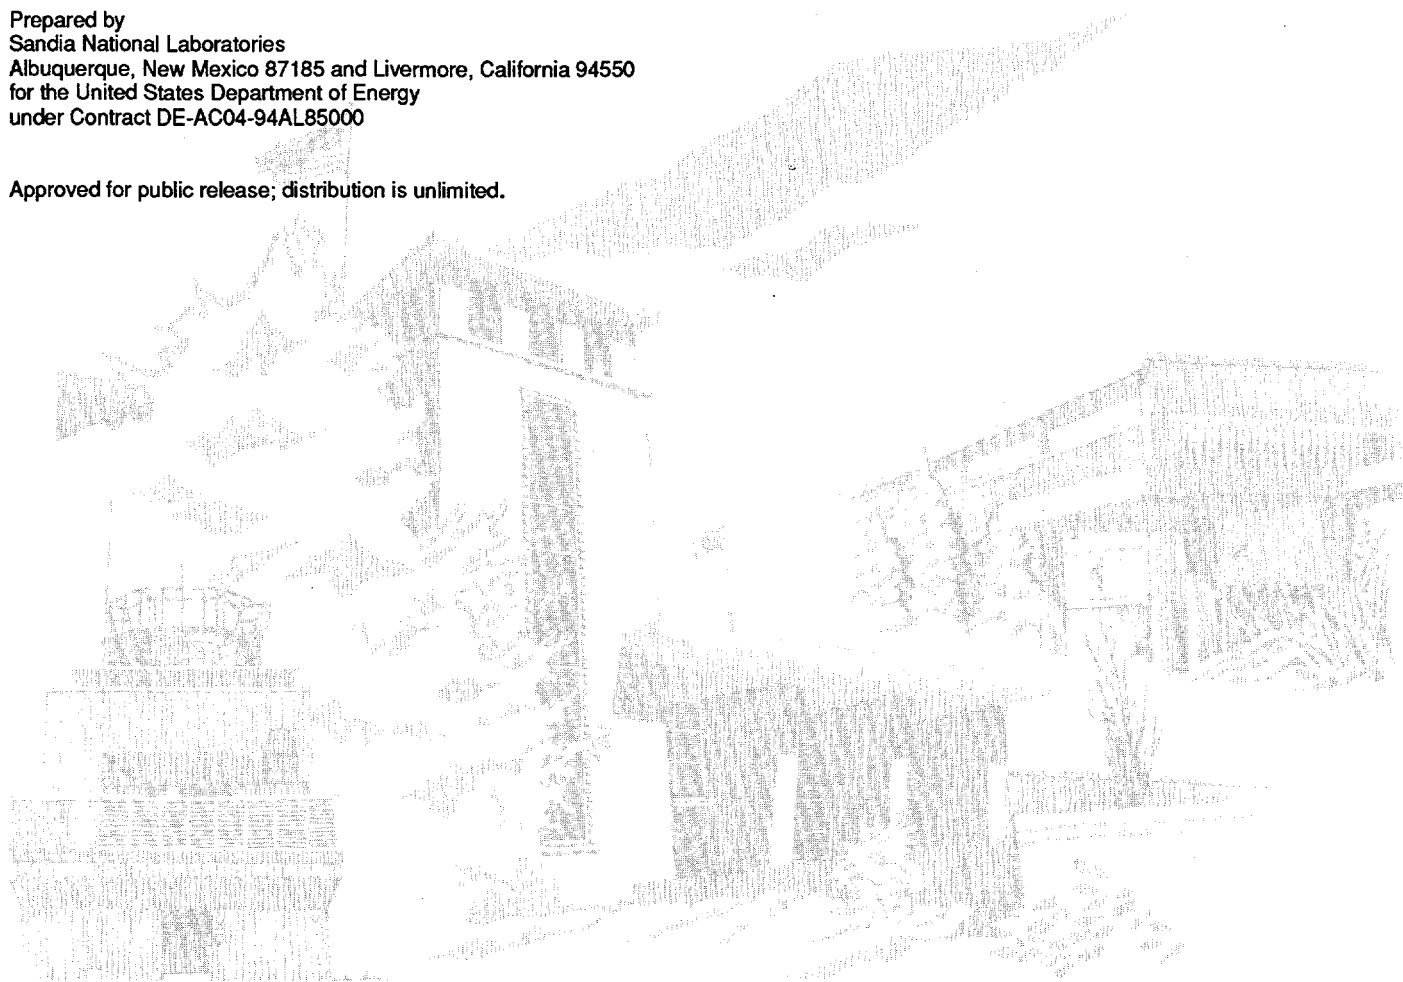 Prepared by
Sandia National Laboratories
Albuquerque, New Mexico 87185 and Livermore, California 94550
for the United States Department of Energy
under Contract DE-AC04-94AL85000
Approved for public release; distribution is unlimited.